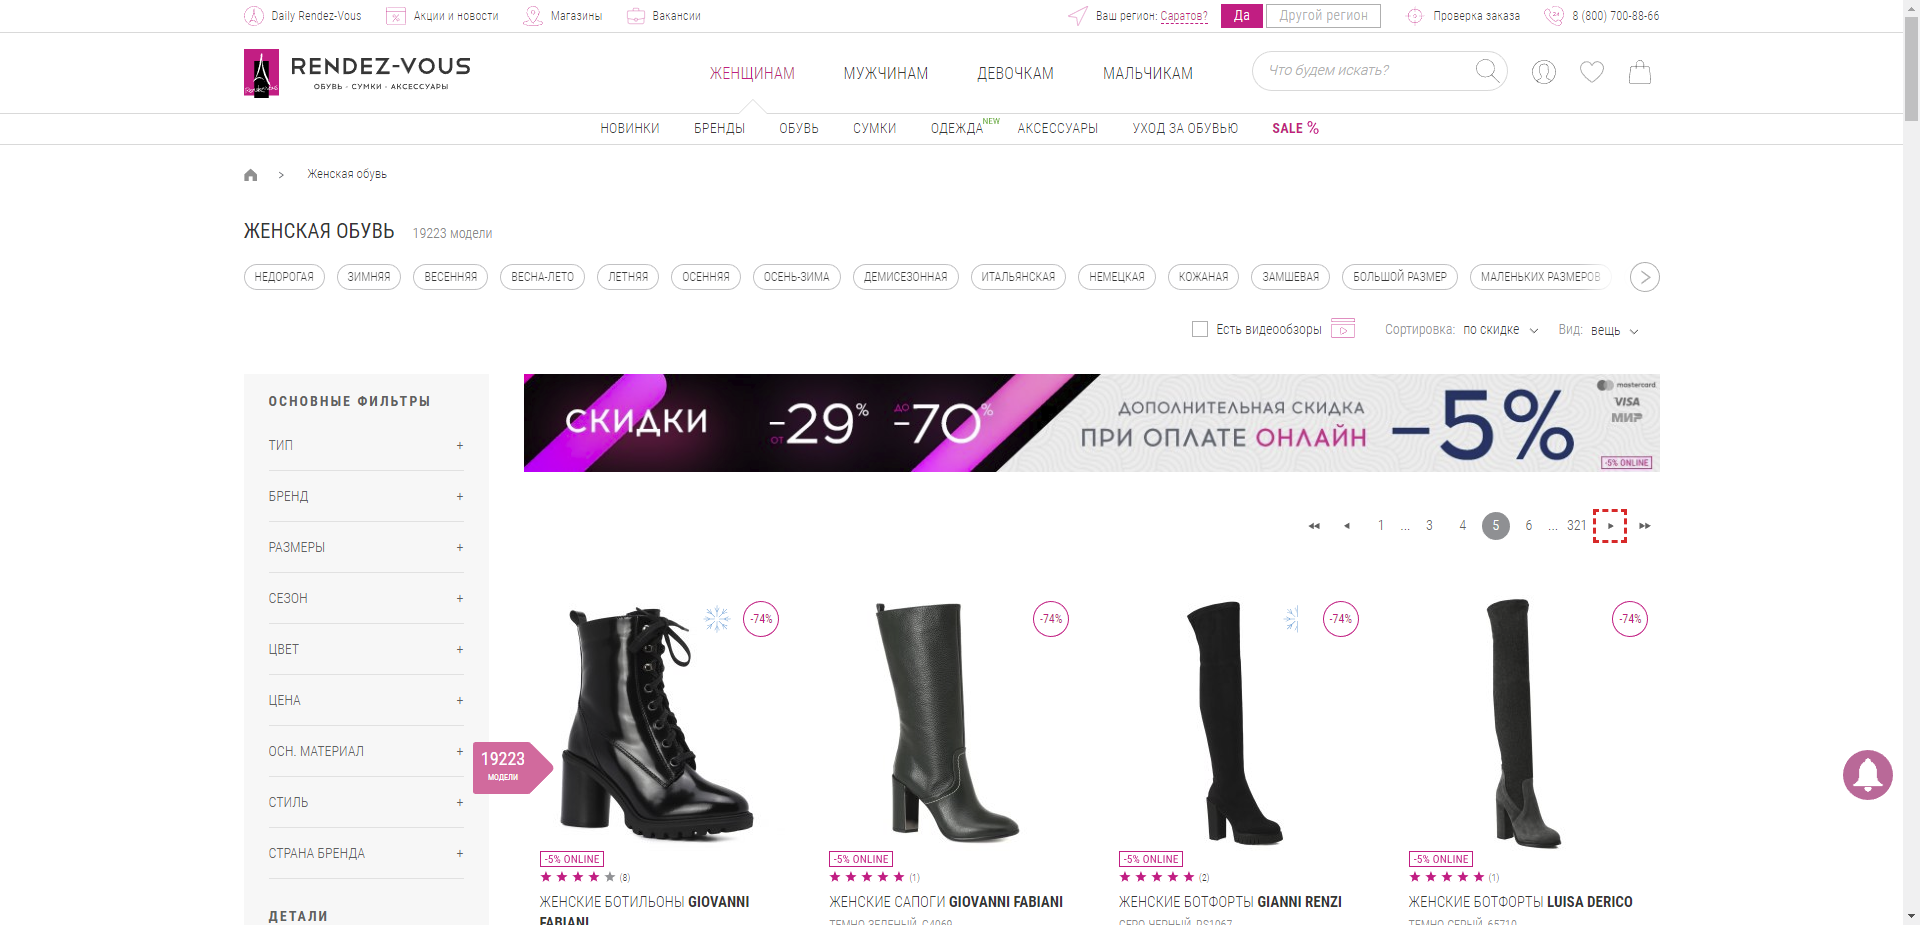 Daily Rendez-Vous Акции и новости Магазины Вакансии Ваш регион: Саратов? Да Другой регион Проверка заказа 8 (800) 700-88-66
RENDEZ-VOUS
ОБУВЬ · СУМКИ · АКСЕССУАРЫ
ЖЕНЩИНАМ МУЖЧИНАМ ДЕВОЧКАМ МАЛЬЧИКАМ Что будем искать?
НОВИНКИ БРЕНДЫ ОБУВЬ СУМКИ ОДЕЖДА NEW АКСЕССУАРЫ УХОД ЗА ОБУВЬЮ SALE %
> Женская обувь
ЖЕНСКАЯ ОБУВЬ 19223 модели
НЕДОРОГАЯ ЗИМНЯЯ ВЕСЕННЯЯ ВЕСНА-ЛЕТО ЛЕТНЯЯ ОСЕННЯЯ ОСЕНЬ-ЗИМА ДЕМИСЕЗОННАЯ ИТАЛЬЯНСКАЯ НЕМЕЦКАЯ КОЖАНАЯ ЗАМШЕВАЯ БОЛЬШОЙ РАЗМЕР МАЛЕНЬКИХ РАЗМЕРОВ
Есть видеообзоры Сортировка: по скидке Вид: вещь
ОСНОВНЫЕ ФИЛЬТРЫ
ТИП +
БРЕНД +
РАЗМЕРЫ +
СЕЗОН +
ЦВЕТ +
ЦЕНА +
ОСН. МАТЕРИАЛ +
СТИЛЬ +
СТРАНА БРЕНДА +
ДЕТАЛИ
19223
МОДЕЛИ
СКИДКИ ОТ -29% ДО -70%
ДОПОЛНИТЕЛЬНАЯ СКИДКА
ПРИ ОПЛАТЕ ОНЛАЙН -5%
mastercard
VISA
МИР
-5% ONLINE
1 ... 3 4 5 6 ... 321
-74% -74% -74% -74%
-5% ONLINE -5% ONLINE -5% ONLINE -5% ONLINE
(8) (1) (2) (1)
ЖЕНСКИЕ БОТИЛЬОНЫ GIOVANNI FABIANI
ЖЕНСКИЕ САПОГИ GIOVANNI FABIANI
ТЕМНО-ЗЕЛЕНЫЙ, G4069
ЖЕНСКИЕ БОТФОРТЫ GIANNI RENZI
СЕРО-ЧЕРНЫЙ, RS1067
ЖЕНСКИЕ БОТФОРТЫ LUISA DERICO
ТЕМНО-СЕРЫЙ, 65710